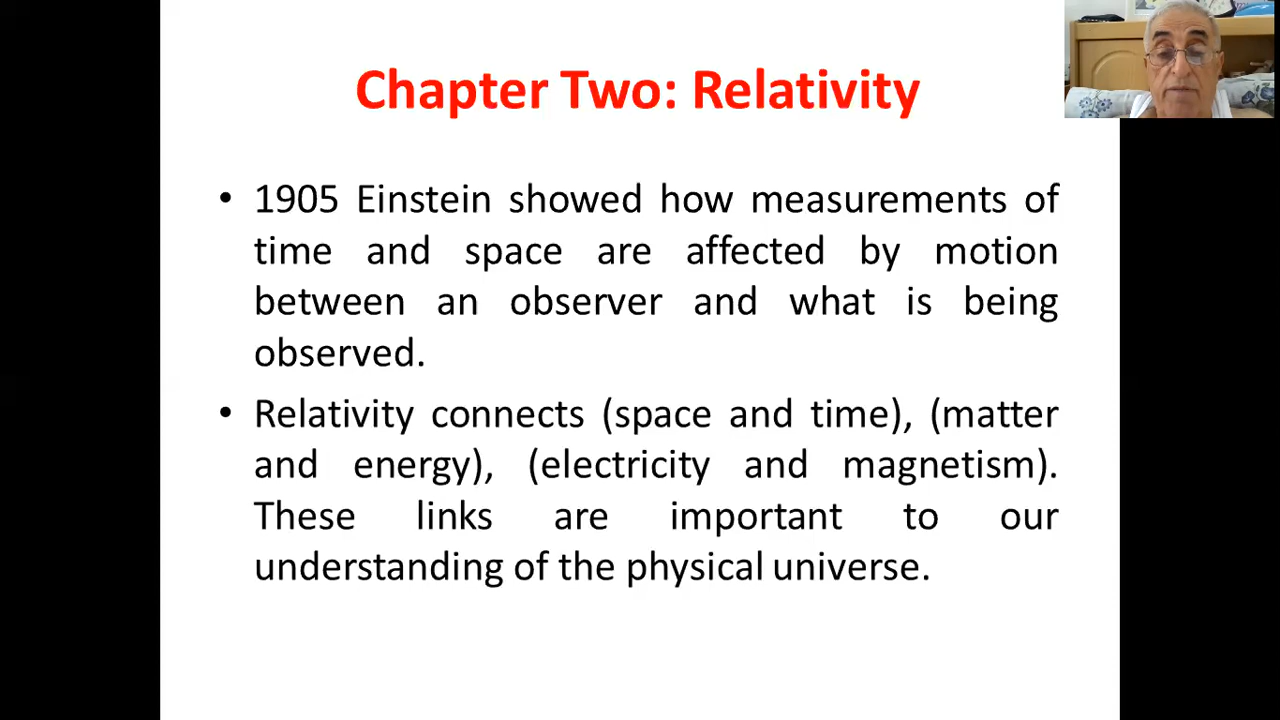 Chapter Two: Relativity
• 1905 Einstein showed how measurements of
time and space are affected by motion
between an observer and what is being
observed.
• Relativity connects (space and time), (matter
and energy), (electricity and magnetism).
These links are important to our
understanding of the physical universe.